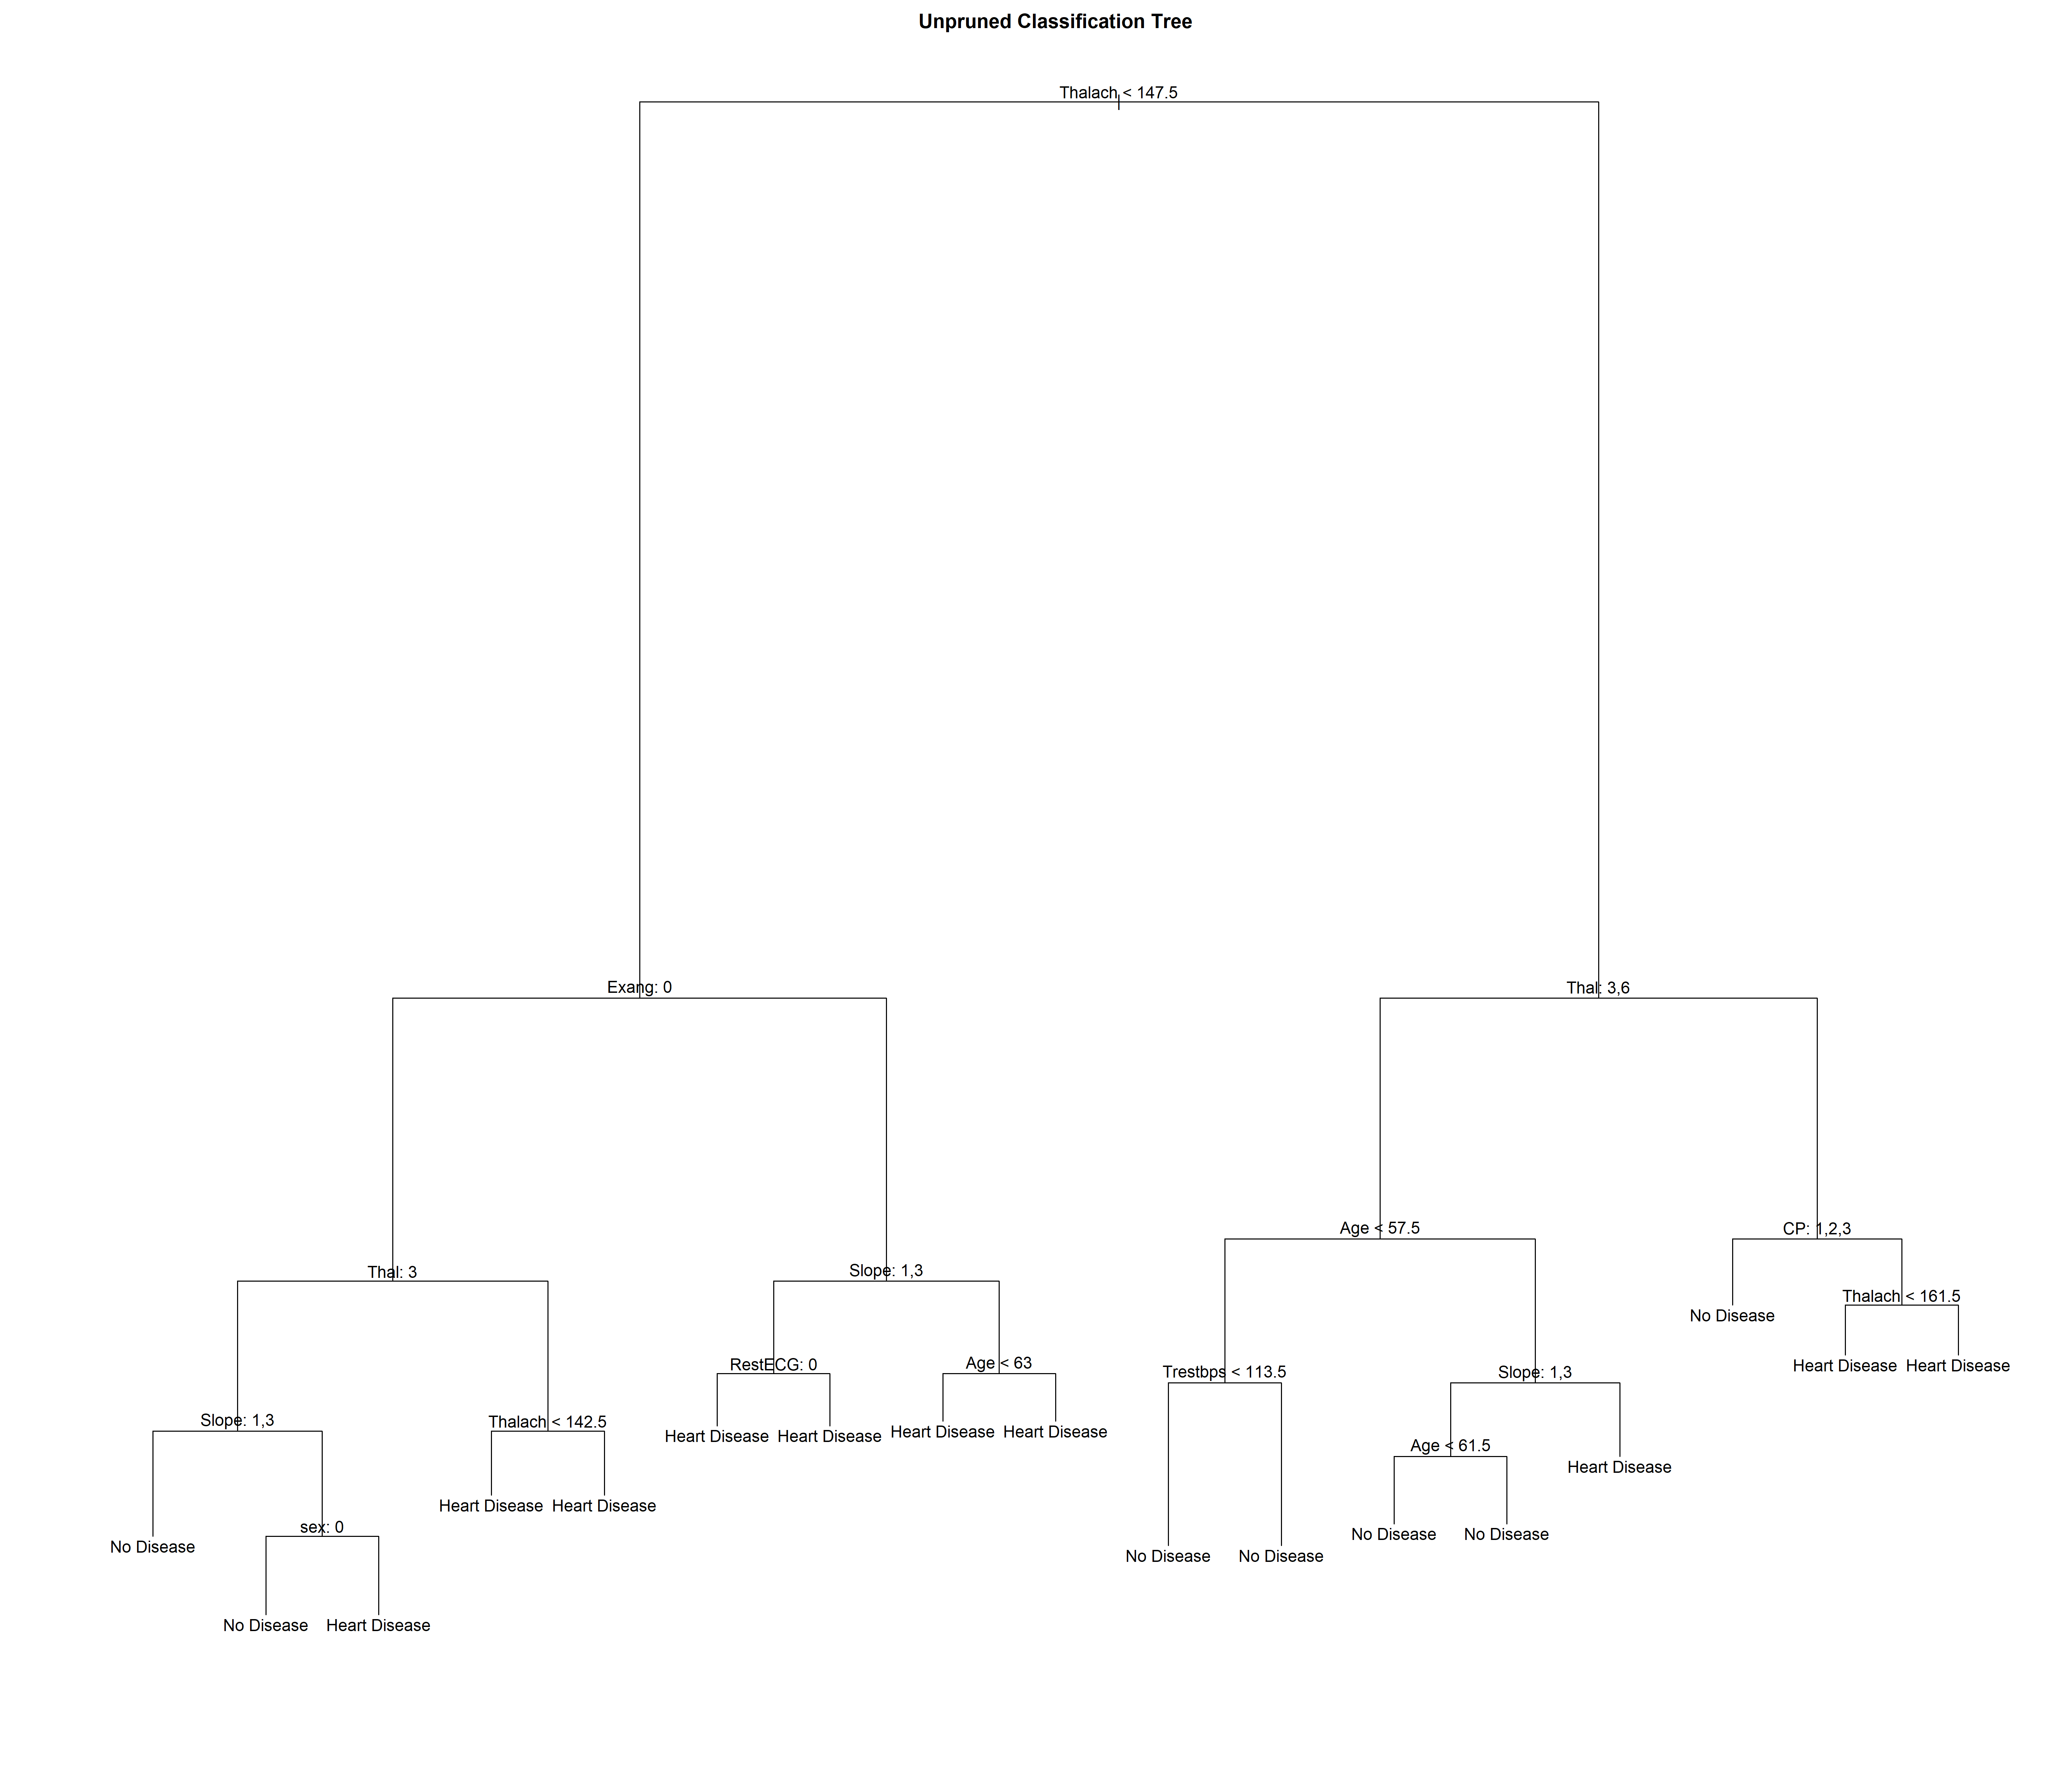 Unpruned Classification Tree
Thalach < 147.5
Exang: 0
Thal: 3,6
Age < 57.5
CP: 1,2,3
Thal: 3
Slope: 1,3
Thalach < 161.5
No Disease
RestECG: 0
Age < 63
Trestbps < 113.5
Slope: 1,3
Heart Disease
Heart Disease
Slope: 1,3
Thalach < 142.5
Heart Disease
Heart Disease
Heart Disease
Heart Disease
Age < 61.5
Heart Disease
Heart Disease
Heart Disease
sex: 0
No Disease
No Disease
No Disease
No Disease
No Disease
No Disease
Heart Disease